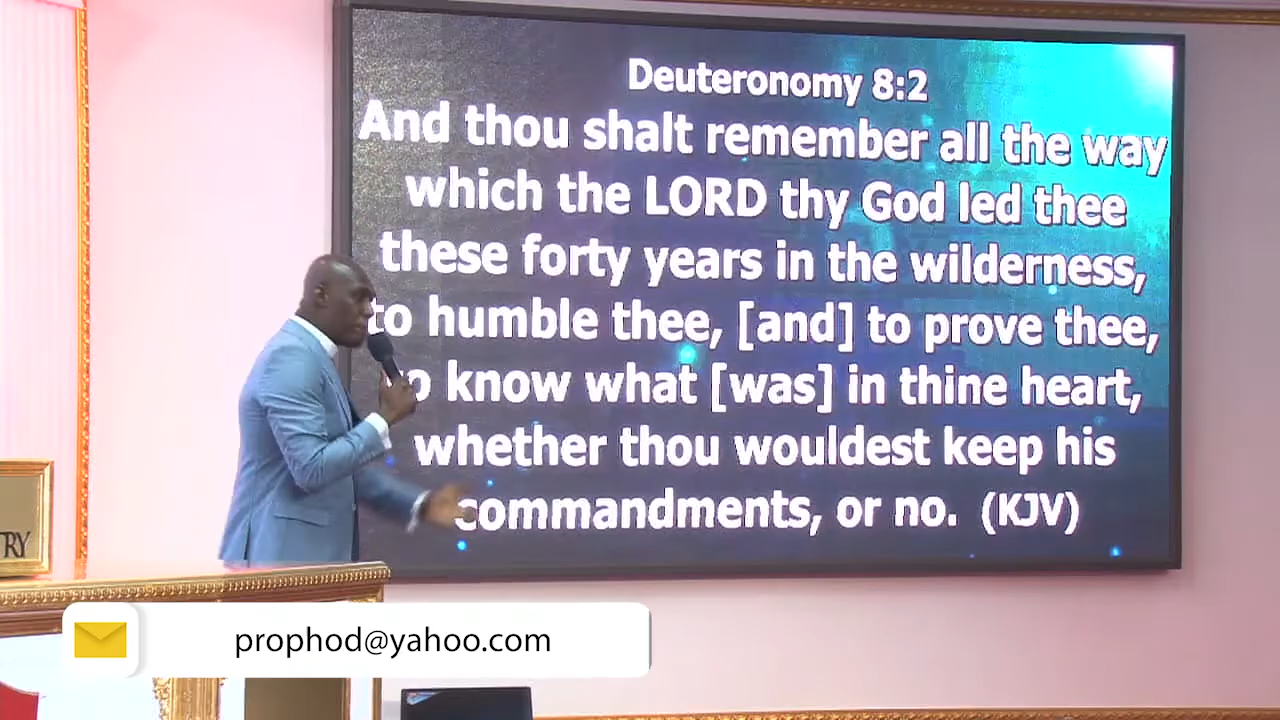 Deuteronomy 8:2
And thou shalt remember all the way
which the LORD thy God led thee
these forty years in the wilderness,
to humble thee, [and] to prove thee,
to know what [was] in thine heart,
whether thou wouldest keep his
commandments, or no. (KJV)
RY
prophod@yahoo.com